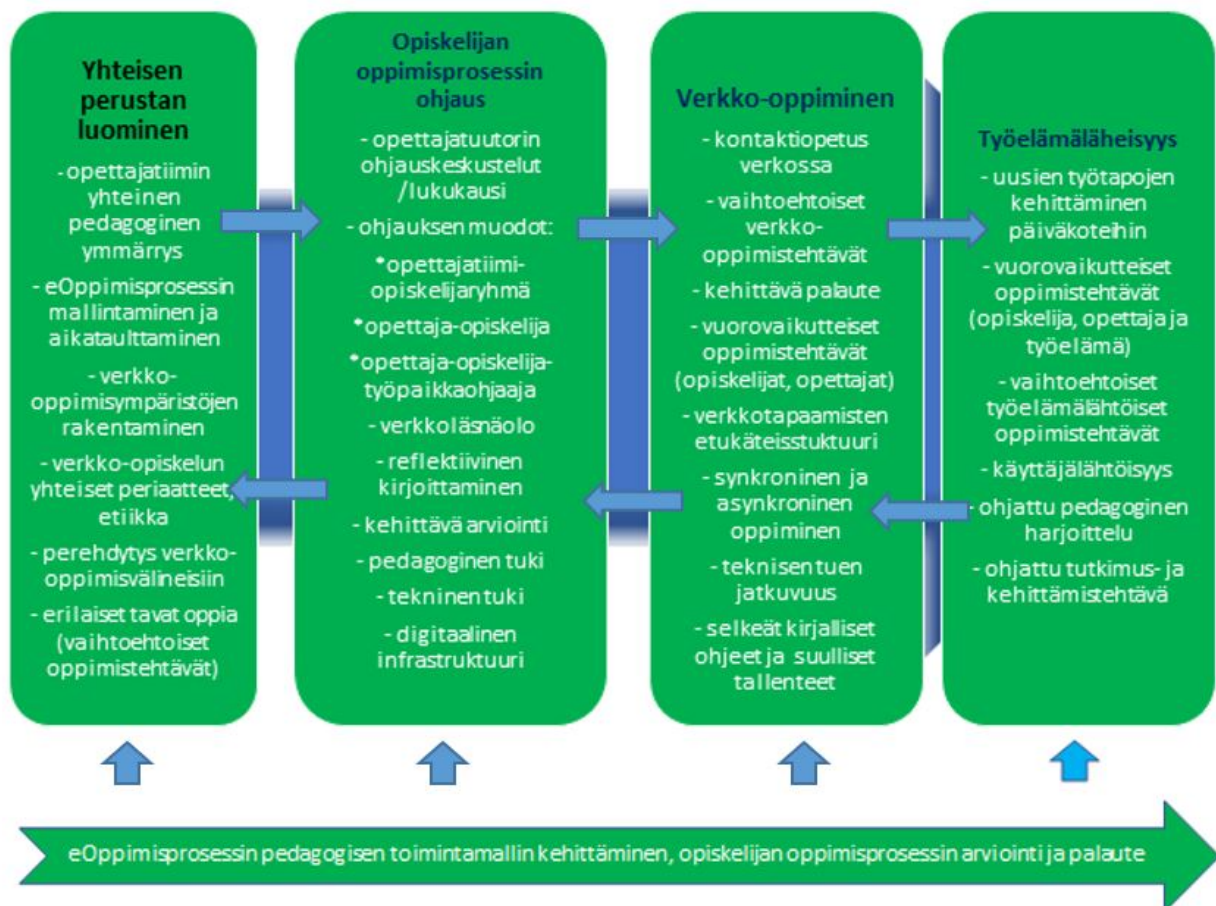 Yhteisen
perustan
luominen
- opettajatiimin
yhteinen
pedagoginen
ymmärrys
- eOppimisprosessin
mallintaminen ja
aikataulttaminen
- verkko-
oppimisympäristöjen
rakentaminen
- verkko-opiskelun
yhteiset periaatteet,
etiikka
- perehdytys verkko-
oppimisvälineisiin
- erilaiset tavat oppia
(vaihtoehtoiset
oppimistehtävät)
Opiskelijan
oppimisprosessin
ohjaus
- opettajatuutorin
ohjauskeskustelut
/lukukausi
- ohjauksen muodot:
*opettajatiimi-
opiskelijaryhmä
*opettaja-opiskelija
*opettaja-opiskelija-
työpaikkaohjaaja
- verkkoläsnäolo
- reflektiivinen
kirjoittaminen
- kehittävä arviointi
- pedagoginen tuki
- tekninen tuki
- digitaalinen
infrastruktuuri
Verkko-oppiminen
- kontaktiopetus
verkossa
- vaihtoehtoiset
verkko-
oppimistehtävät
- kehittävä palaute
- vuorovaikutteiset
oppimistehtävät
(opiskelijat, opettajat)
- verkkotapaamisten
etukäteisstuktuuri
- synkroninen ja
asynkroninen
oppiminen
- teknisen tuen
jatkuvuus
- selkeät kirjalliset
ohjeet ja suulliset
tallenteet
Työelämäläheisyys
- uusien työtapojen
kehittäminen
päiväkoteihin
- vuorovaikutteiset
oppimistehtävät
(opiskelija, opettaja ja
työelämä)
- vaihtoehtoiset
työelämälähtöiset
oppimistehtävät
- käyttäjälähtöisyys
- ohjattu pedagoginen
harjoittelu
- ohjattu tutkimus- ja
kehittämistehtävä
eOppimisprosessin pedagogisen toimintamallin kehittäminen, opiskelijan oppimisprosessin arviointi ja palaute